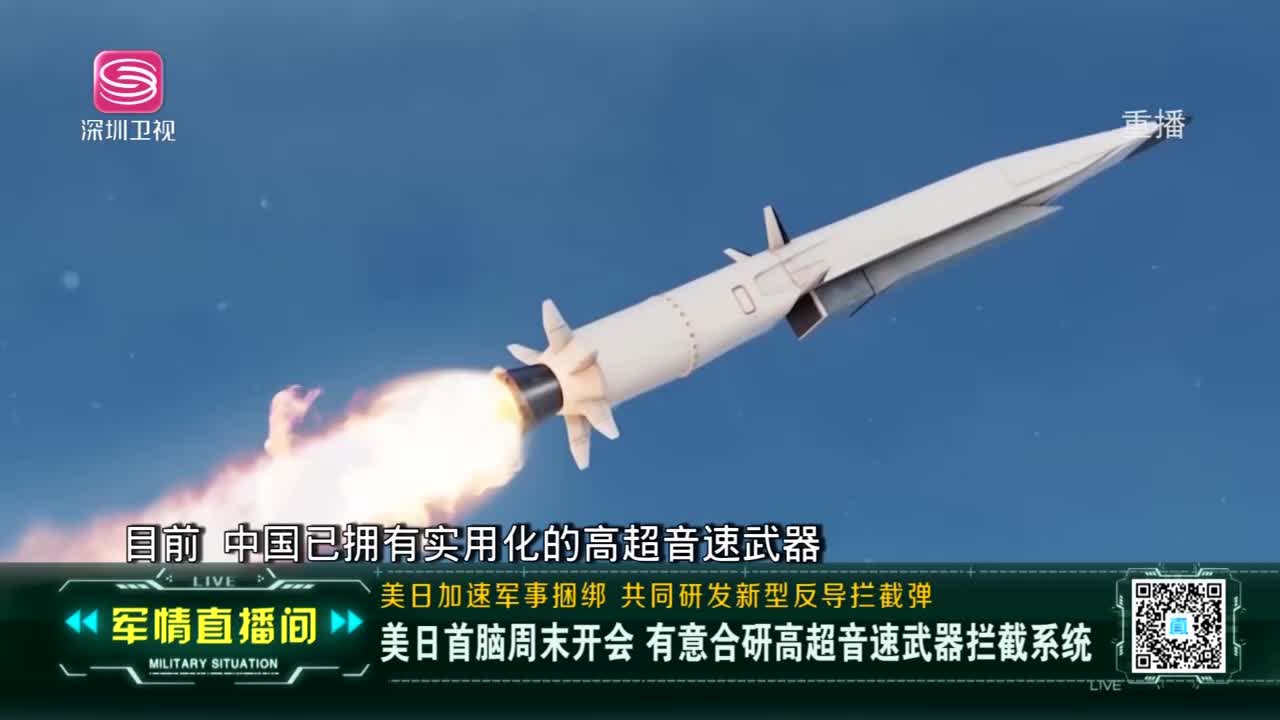 深圳卫视
重播
目前 中国已拥有实用化的高超音速武器
LIVE
军情直播间
MILITARY SITUATION
美日加速军事捆绑 共同研发新型反导拦截弹
美日首脑周末开会 有意合研高超音速武器拦截系统
LIVE